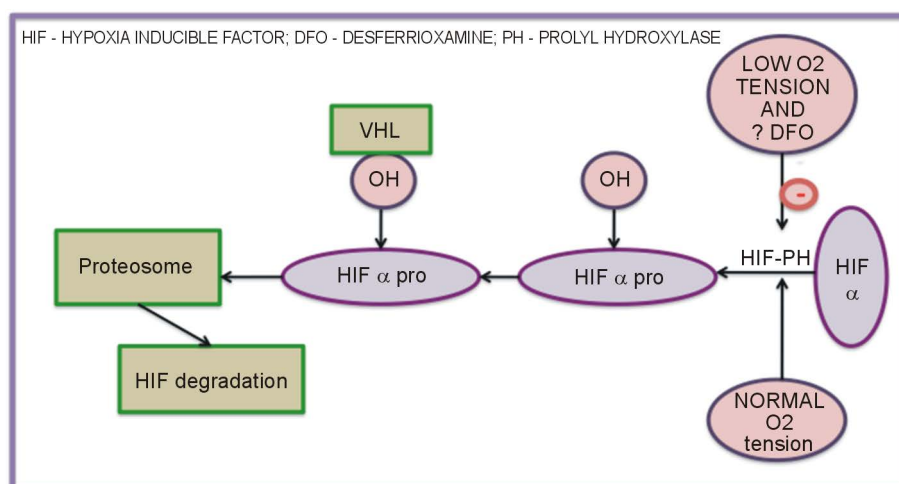 HIF - HYPOXIA INDUCIBLE FACTOR; DFO - DESFERRIOXAMINE; PH - PROLYL HYDROXYLASE
LOW O2
TENSION
AND
? DFO
VHL
OH
OH
-
HIF-PH
HIF
α
HIF α pro
HIF α pro
Proteosome
HIF degradation
NORMAL
O2
tension